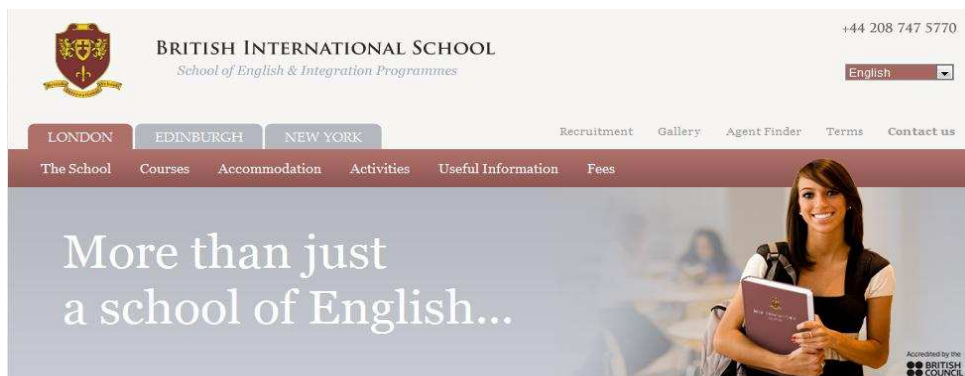 +44 208 747 5770
BRITISH INTERNATIONAL SCHOOL
School of English & Integration Programmes
English
LONDON EDINBURGH NEW YORK
Recruitment Gallery Agent Finder Terms Contact us
The School Courses Accommodation Activities Useful Information Fees
More than just
a school of English...
Accredited by the
BRITISH
COUNCIL